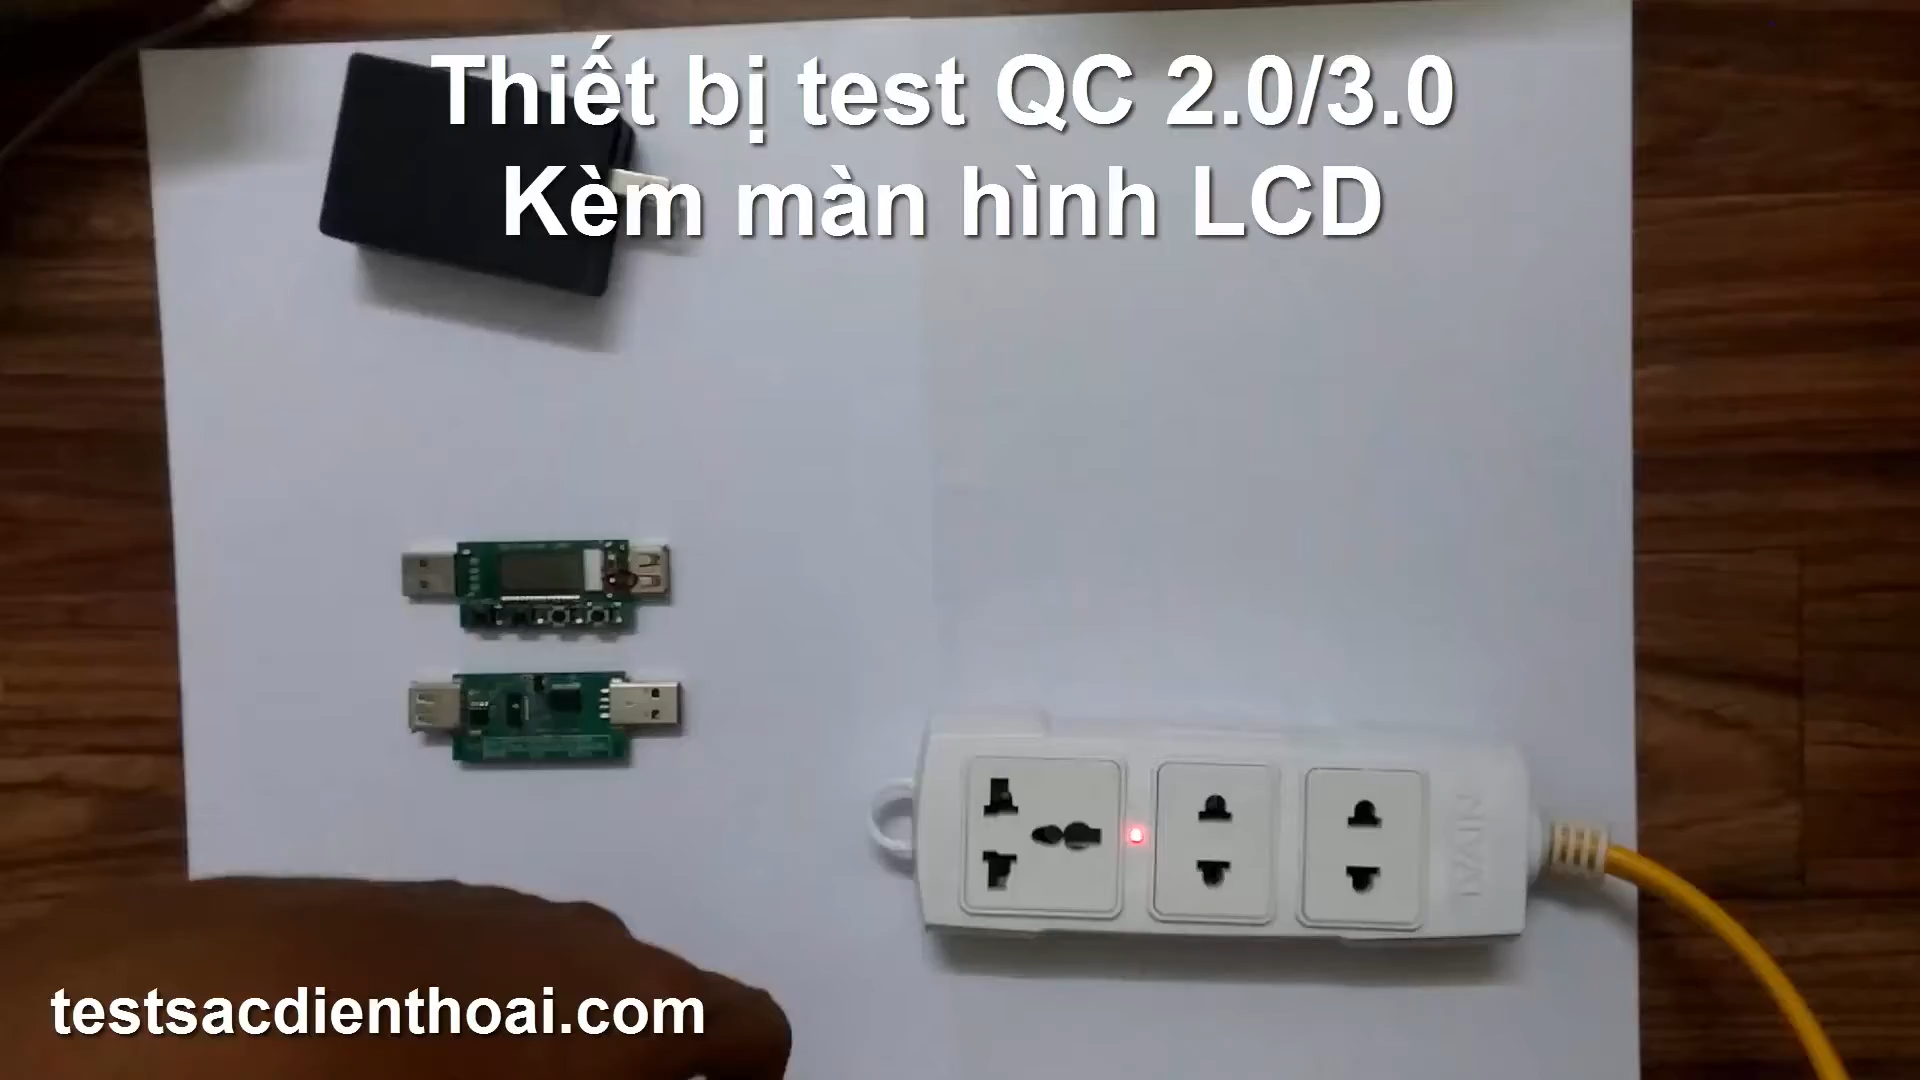 Thiết bị test QC 2.0/3.0
Kèm màn hình LCD
testsacdienthoai.com